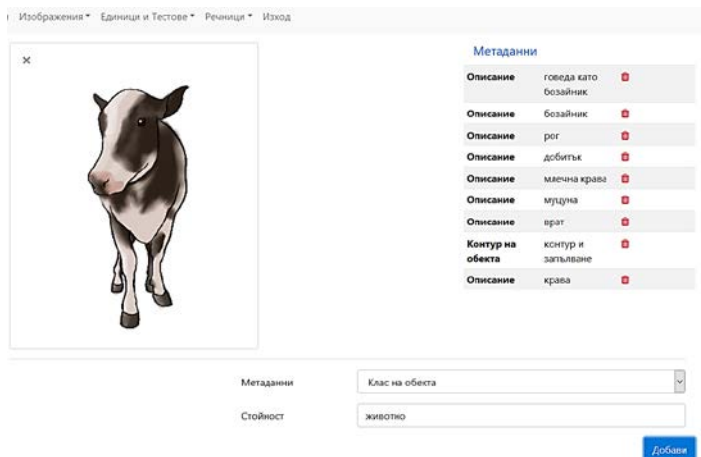 Изображения Единици и Тестове Речници Изход
Метаданни
Описание говеда като
бозайник
Описание бозайник
Описание рог
Описание добитък
Описание млечна крава
Описание муцуна
Описание врат
Контур на контур и
обекта запълване
Описание крава
Метаданни Клас на обекта
Стойност животно
Добави